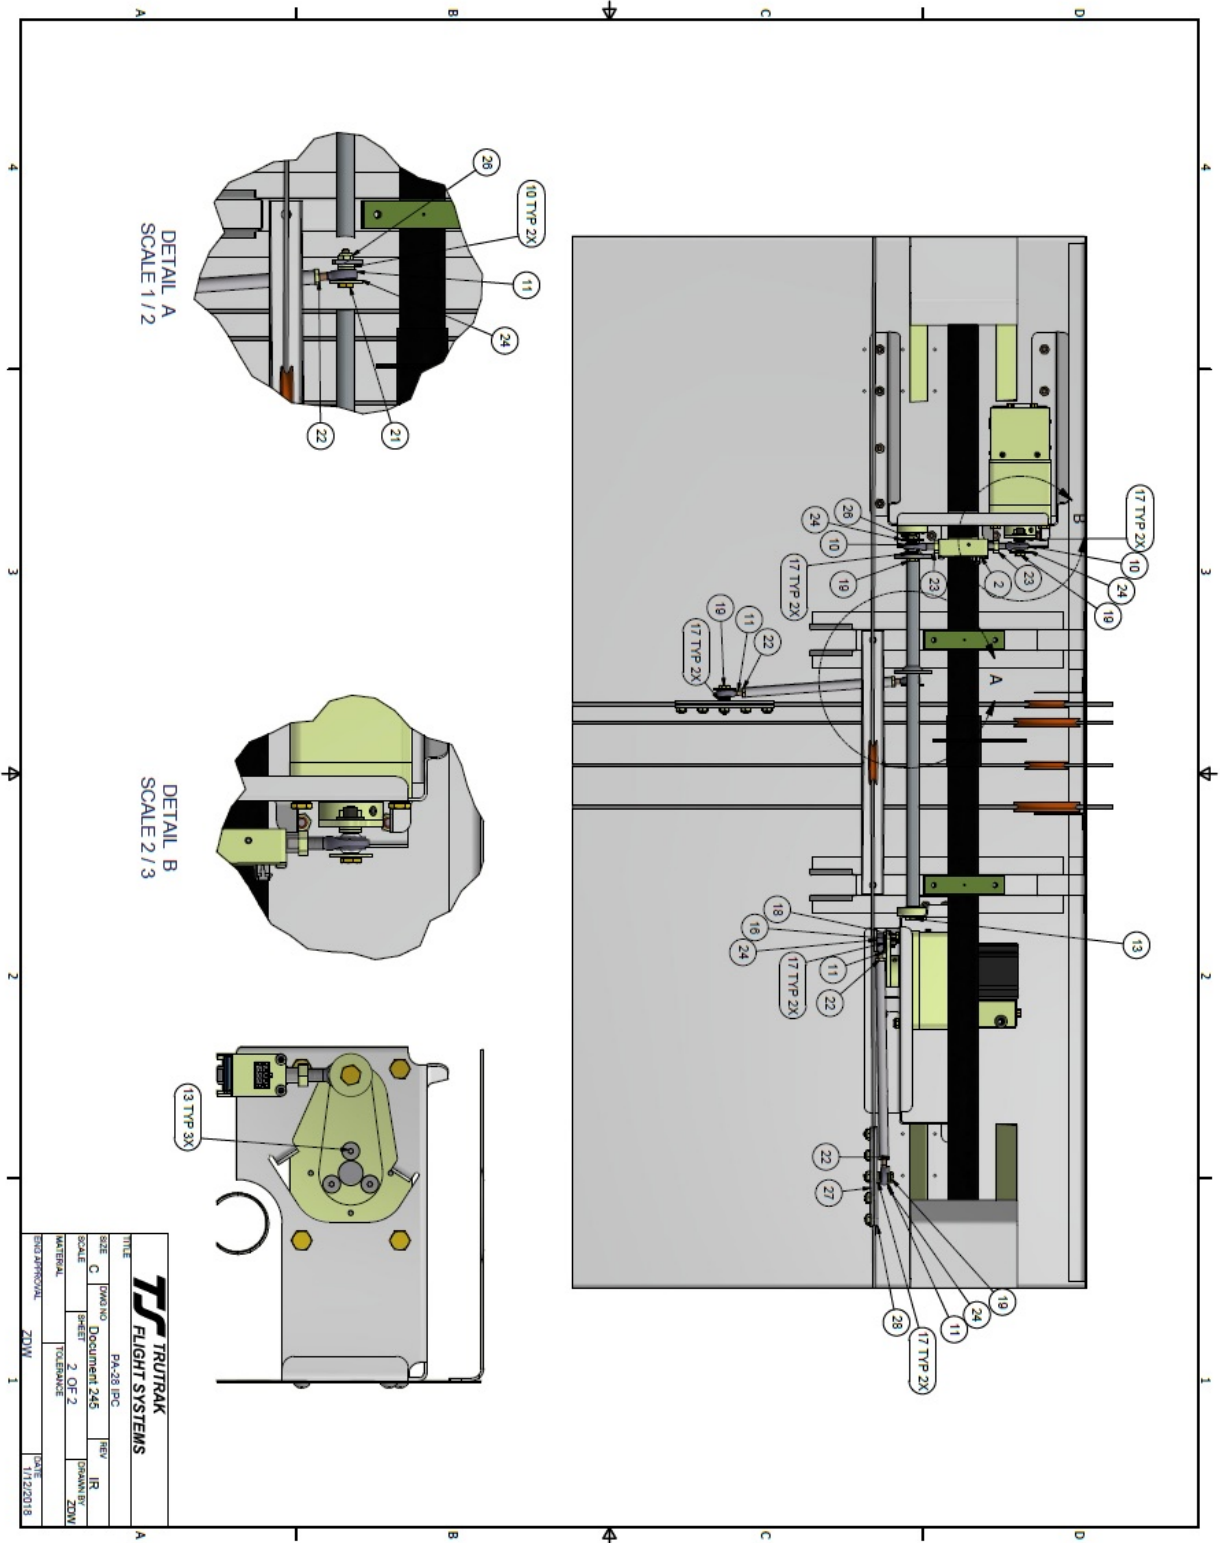 4
3
2
1
D
D
17 TYP 2X
10
24
19
B
23
2
23
A
13
19
24
11
17 TYP 2X
28
26
24
10
19
17 TYP 2X
22
11
19
17 TYP 2X
18
16
24
11
22
17 TYP 2X
22
27
C
C
10 TYP 2X
26
11
24
21
22
DETAIL A
SCALE 1 / 2
DETAIL B
SCALE 2 / 3
13 TYP 3X
B
B
TRUTRAK
FLIGHT SYSTEMS
TITLE
PA-28 IPC
SIZE C
DWG NO Document 245
REV IR
SCALE
SHEET 2 OF 2
DRAWN BY ZDW
MATERIAL
TOLERANCE
ENG APPROVAL ZDW
DATE 1/12/2018
A
A
4
3
2
1